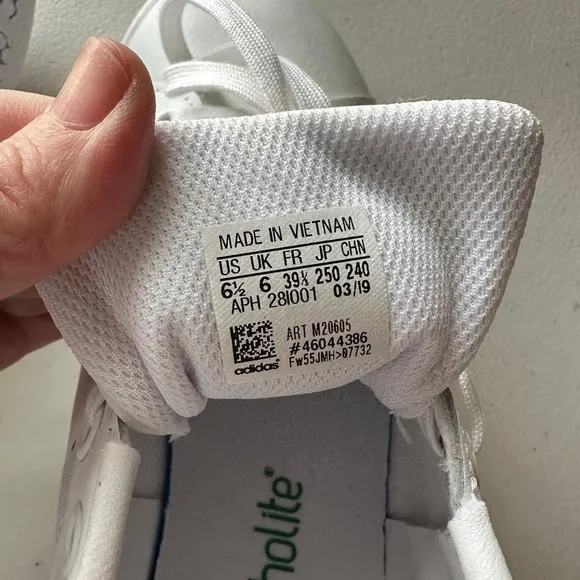 MADE IN VIETNAM
US UK FR JP CHN
6½ 6 39⅓ 250 240
APH 28I001 03/19
ART M20605
#46044386
Fw55JMH>07732
adidas
holite®